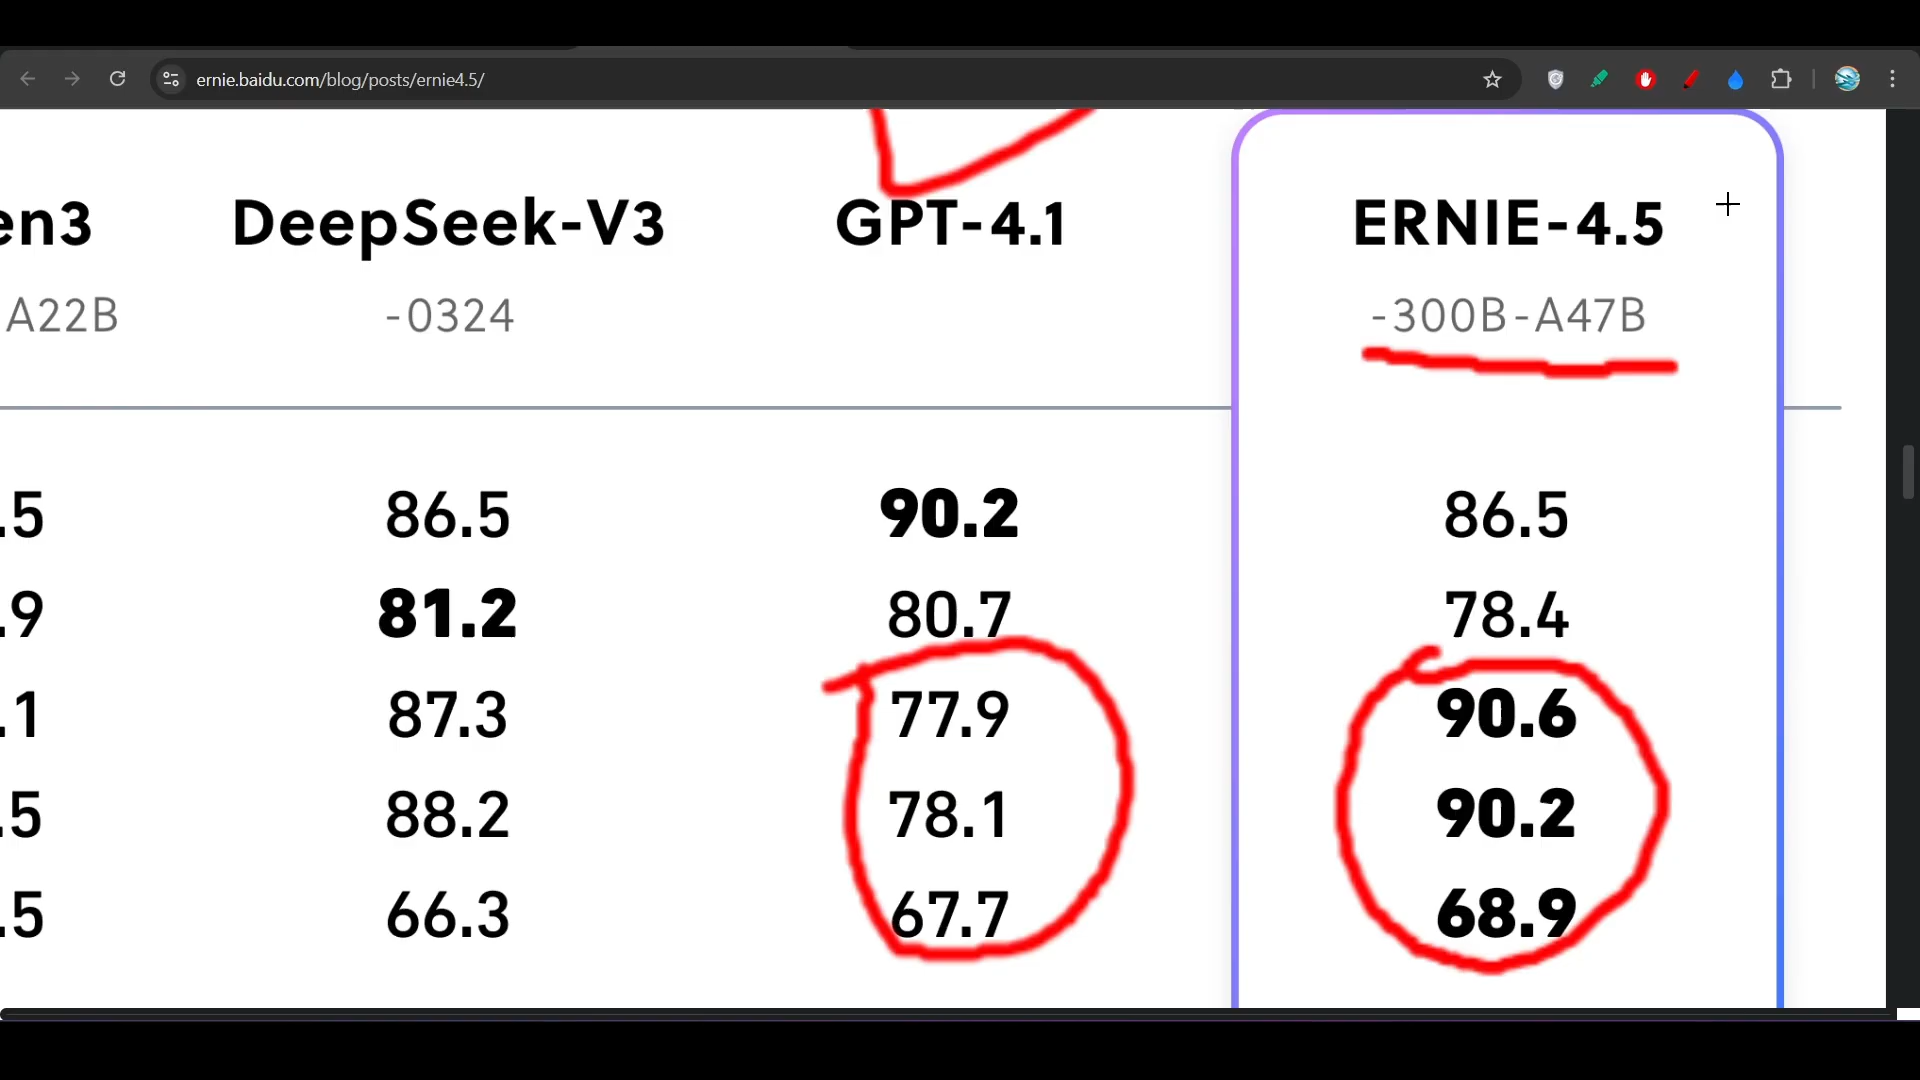 ernie.baidu.com/blog/posts/ernie4.5/
en3 DeepSeek-V3 GPT-4.1 ERNIE-4.5
A22B -0324 -300B-A47B
.5 86.5 90.2 86.5
.9 81.2 80.7 78.4
.1 87.3 77.9 90.6
.5 88.2 78.1 90.2
.5 66.3 67.7 68.9